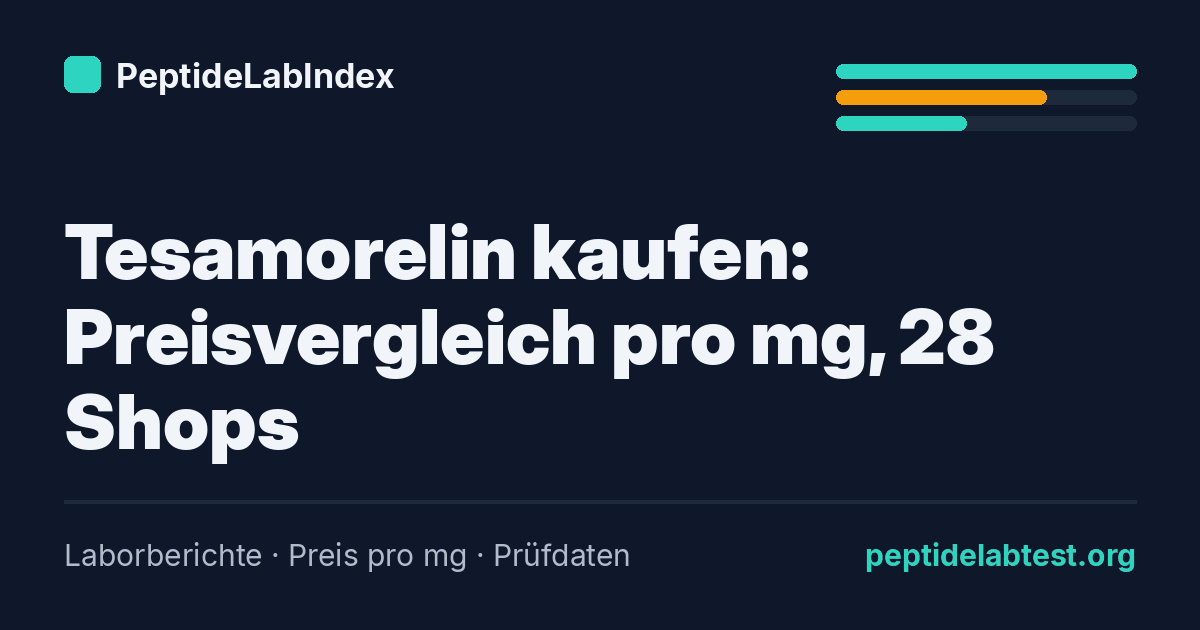 PeptideLabIndex
Tesamorelin kaufen:
Preisvergleich pro mg, 28
Shops
Laborberichte · Preis pro mg · Prüfdaten
peptidelabtest.org